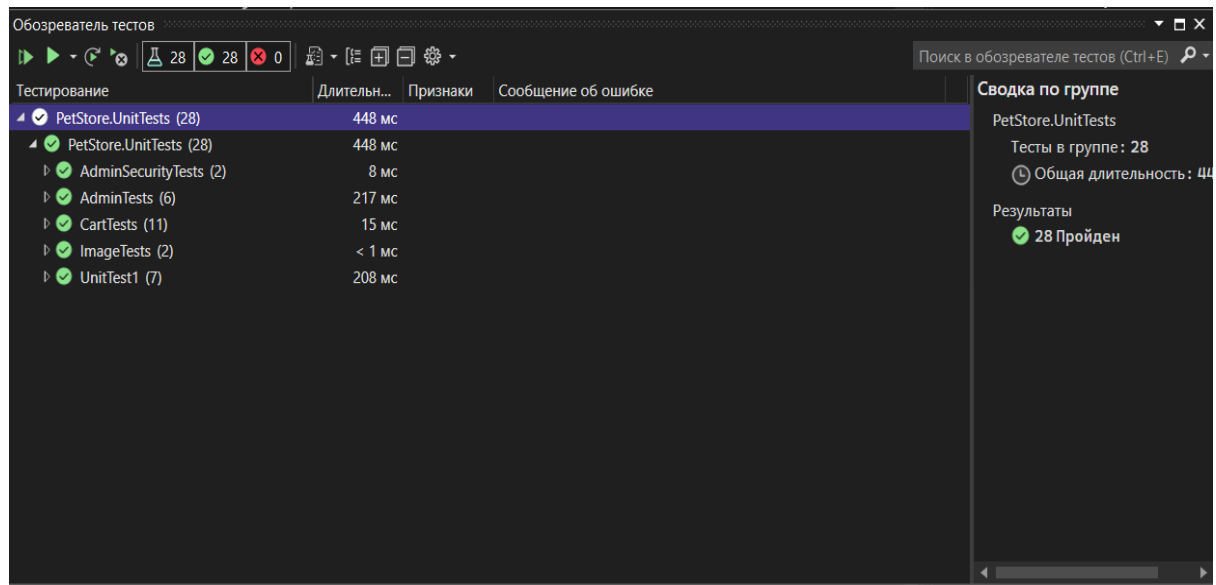 Обозреватель тестов
28 28 0
Поиск в обозревателе тестов (Ctrl+E)
Тестирование Длительн... Признаки Сообщение об ошибке
PetStore.UnitTests (28) 448 мс
PetStore.UnitTests (28) 448 мс
AdminSecurityTests (2) 8 мс
AdminTests (6) 217 мс
CartTests (11) 15 мс
ImageTests (2) < 1 мс
UnitTest1 (7) 208 мс
Сводка по группе
PetStore.UnitTests
Тесты в группе: 28
Общая длительность: 44
Результаты
28 Пройден